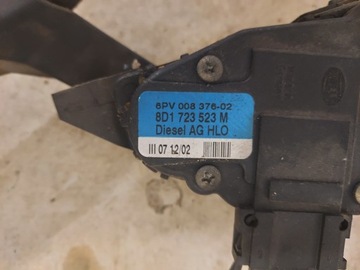 6PV 008 376-02
8D1 723 523 M
Diesel AG HLO
III 07 12/02